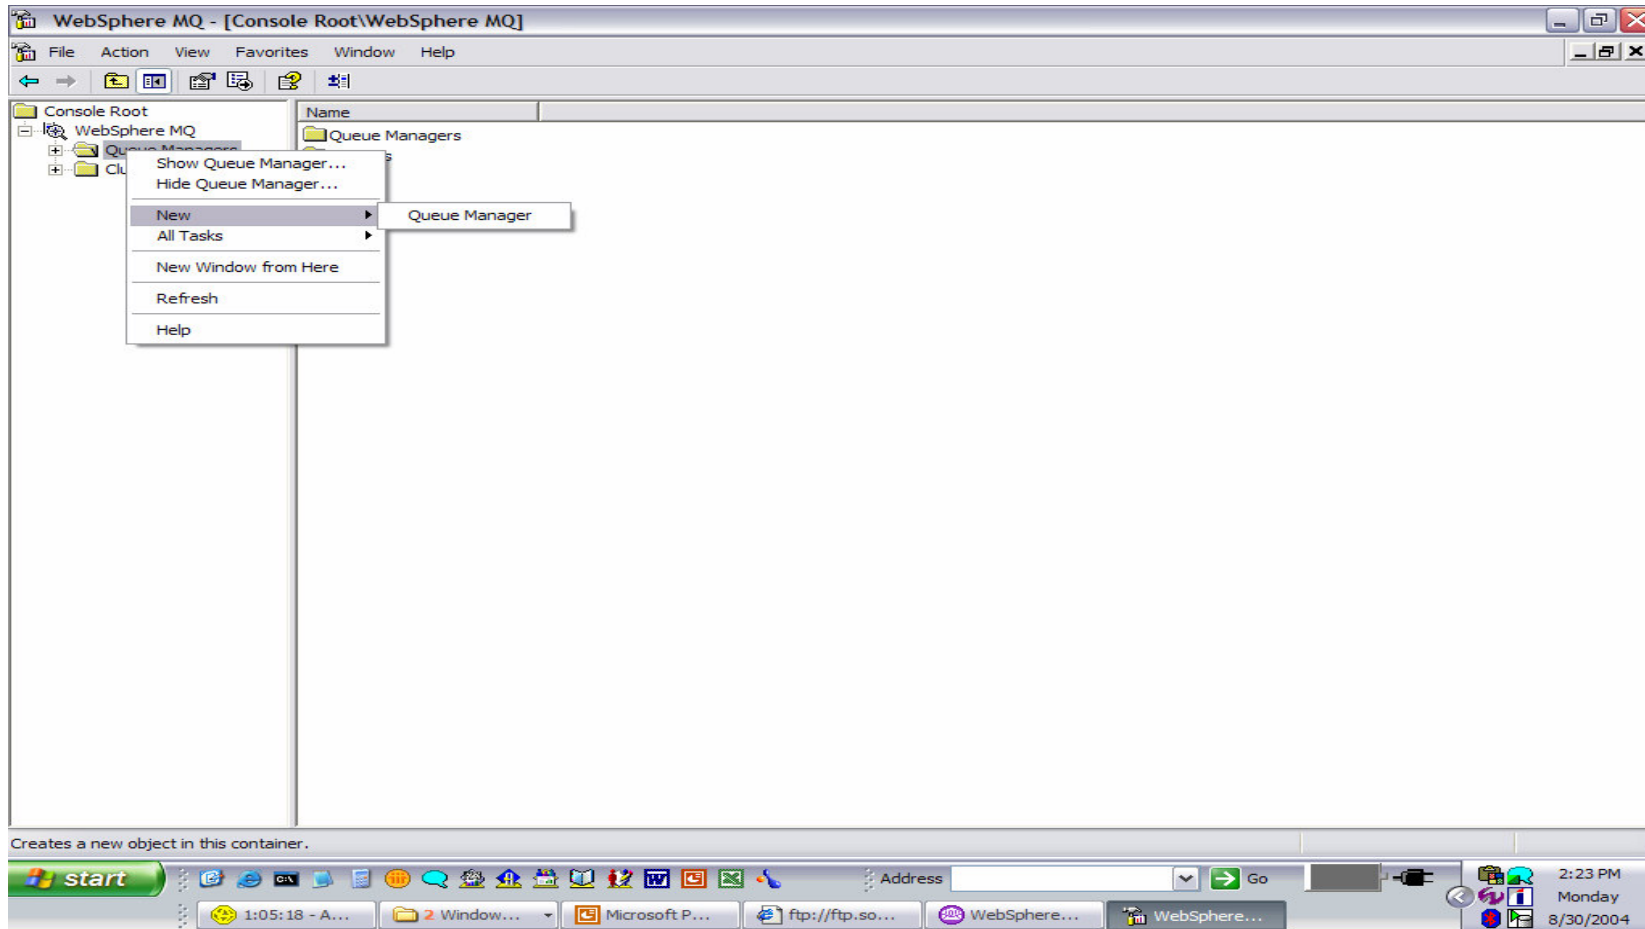 WebSphere MQ - [Console Root\WebSphere MQ]
File Action View Favorites Window Help
Console Root
WebSphere MQ
Queue Managers
Clu
Name
Queue Managers
s
Show Queue Manager...
Hide Queue Manager...
New
Queue Manager
All Tasks
New Window from Here
Refresh
Help
Creates a new object in this container.
start
Address
Go
2:23 PM
Monday
8/30/2004
1:05:18 - A...
2 Window...
Microsoft P...
ftp://ftp.so...
WebSphere...
WebSphere...